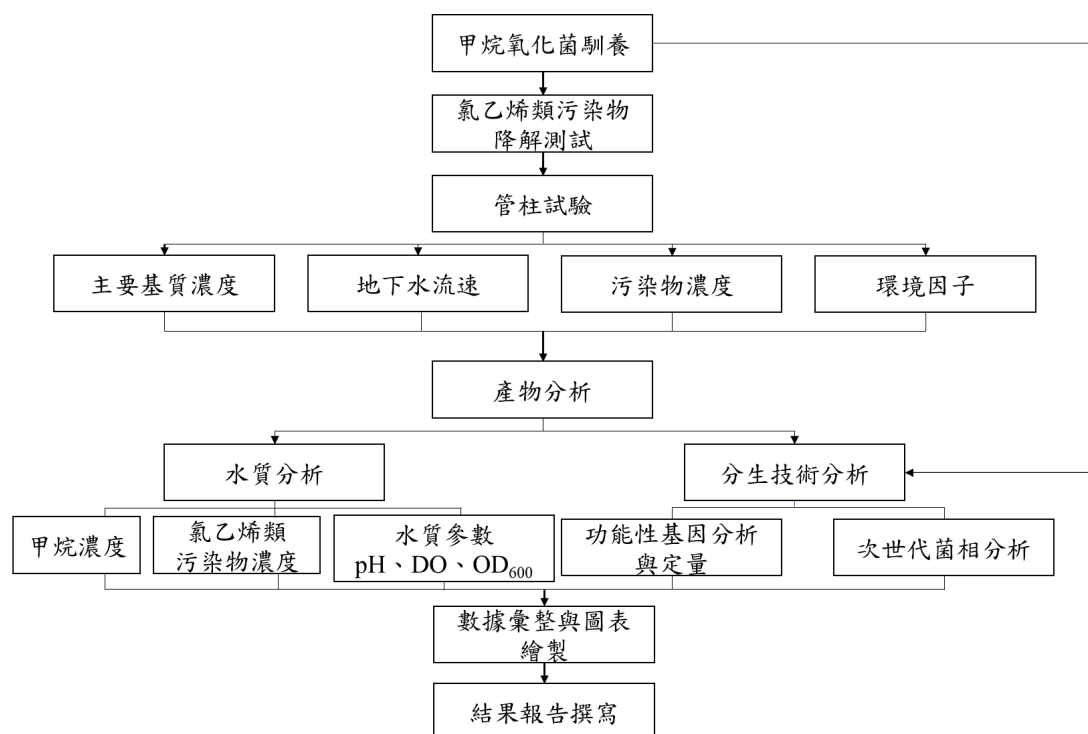 甲烷氧化菌馴養
氯乙烯類污染物
降解測試
管柱試驗
主要基質濃度
地下水流速
污染物濃度
環境因子
產物分析
水質分析
分生技術分析
甲烷濃度
氯乙烯類
污染物濃度
水質參數
pH、DO、OD₆₀₀
功能性基因分析
與定量
次世代菌相分析
數據彙整與圖表
繪製
結果報告撰寫